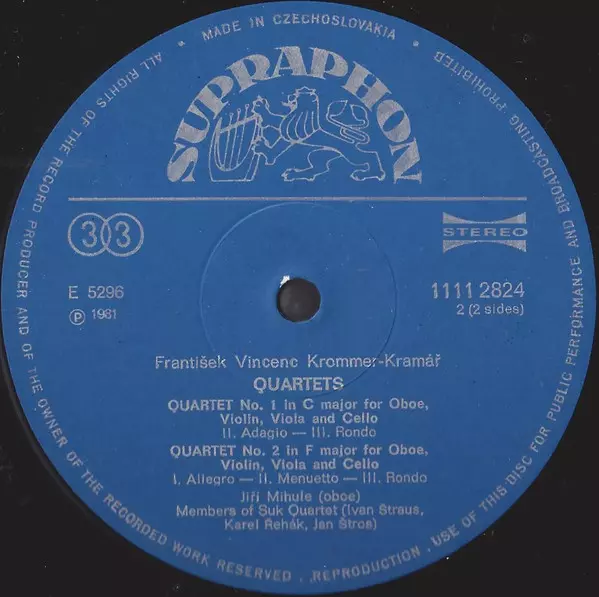 ALL RIGHTS OF THE RECORD PRODUCER AND OF THE OWNER OF THE RECORDED WORK RESERVED . REPRODUCTION . USE OF THIS DISC FOR PUBLIC PERFORMANCE AND BROADCASTING PROHIBITED
MADE IN CZECHOSLOVAKIA
SUPRAPHON
33
STEREO
E 5296
1111 2824
Ⓟ 1981
2 (2 sides)
František Vincenc Krommer-Kramář
QUARTETS
QUARTET No. 1 in C major for Oboe,
Violin, Viola and Cello
II. Adagio — III. Rondo
QUARTET No. 2 in F major for Oboe,
Violin, Viola and Cello
I. Allegro — II. Menuetto — III. Rondo
Jiří Mihule (oboe)
Members of Suk Quartet (Ivan Štraus,
Karel Řehák, Jan Štros)